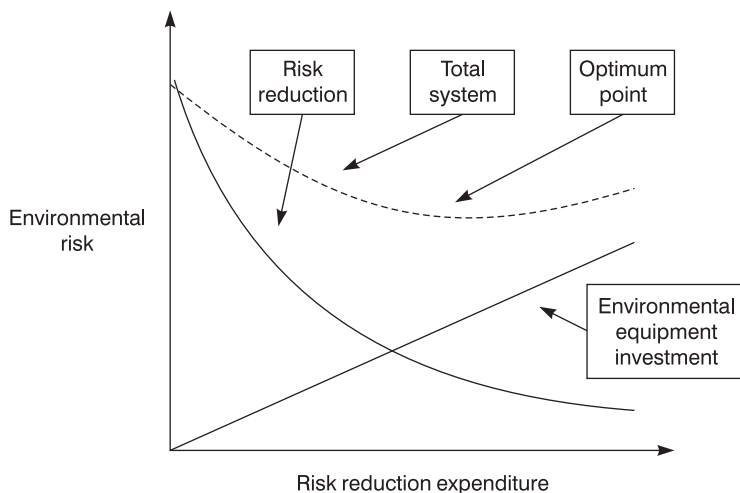 Risk
reduction
Total
system
Optimum
point
Environmental
risk
Environmental
equipment
investment
Risk reduction expenditure